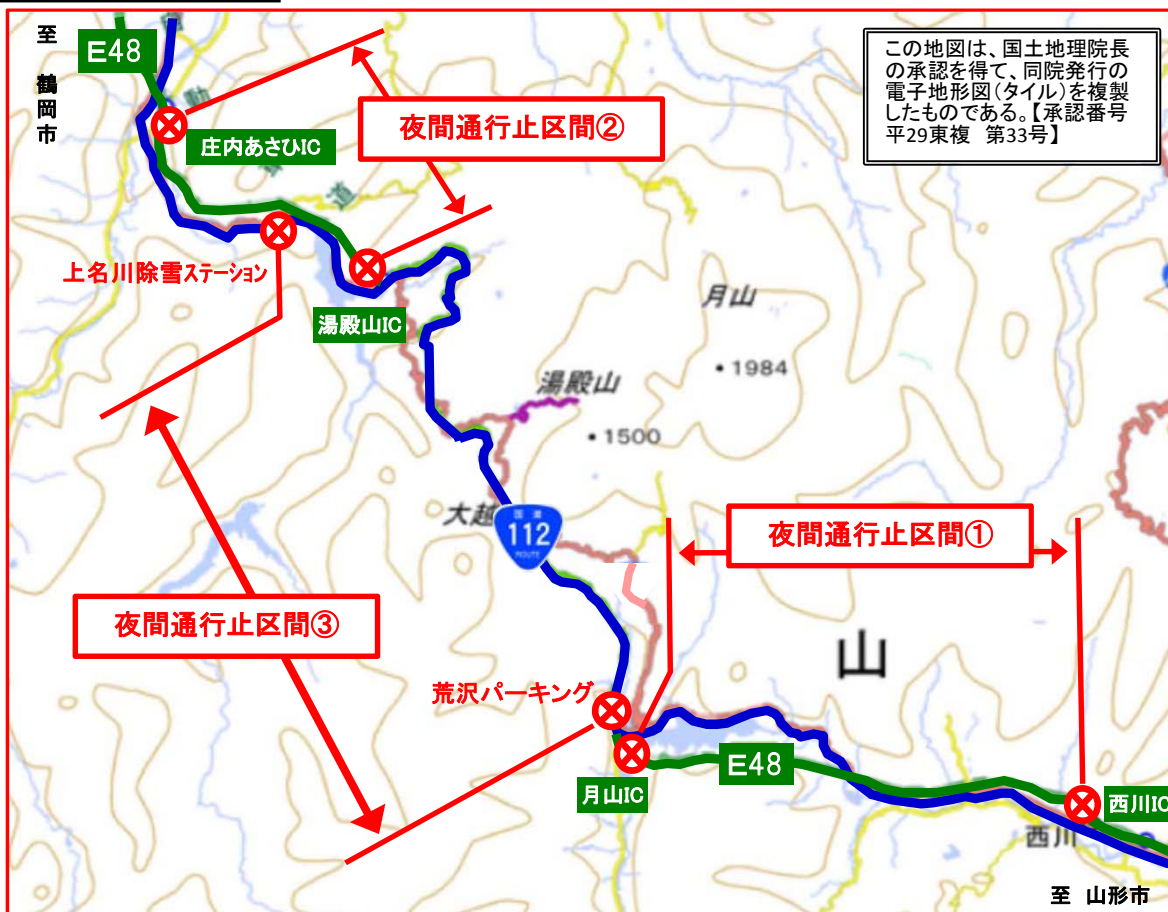 至
鶴
岡
市
E48
この地図は、国土地理院長
の承認を得て、同院発行の
電子地形図(タイル)を複製
したものである。【承認番号
平29東複 第33号】
動
夜間通行止区間②
庄内あさひIC
道
上名川除雪ステーション
湯殿山IC
月山
・1984
湯殿山
・1500
大越
国道
112
ROUTE
夜間通行止区間①
夜間通行止区間③
山
荒沢パーキング
E48
月山IC
西川IC
西川
至 山形市